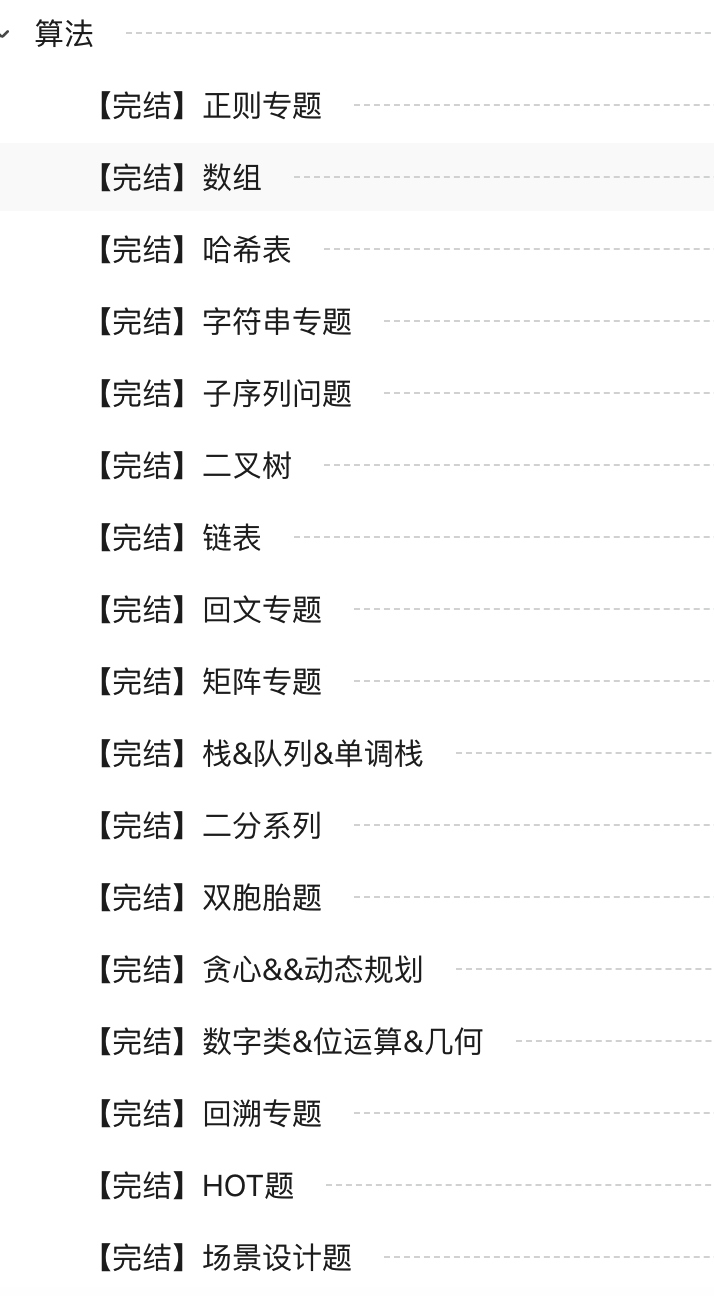 算法
【完结】正则专题
【完结】数组
【完结】哈希表
【完结】字符串专题
【完结】子序列问题
【完结】二叉树
【完结】链表
【完结】回文专题
【完结】矩阵专题
【完结】栈&队列&单调栈
【完结】二分系列
【完结】双胞胎题
【完结】贪心&&动态规划
【完结】数字类&位运算&几何
【完结】回溯专题
【完结】HOT题
【完结】场景设计题